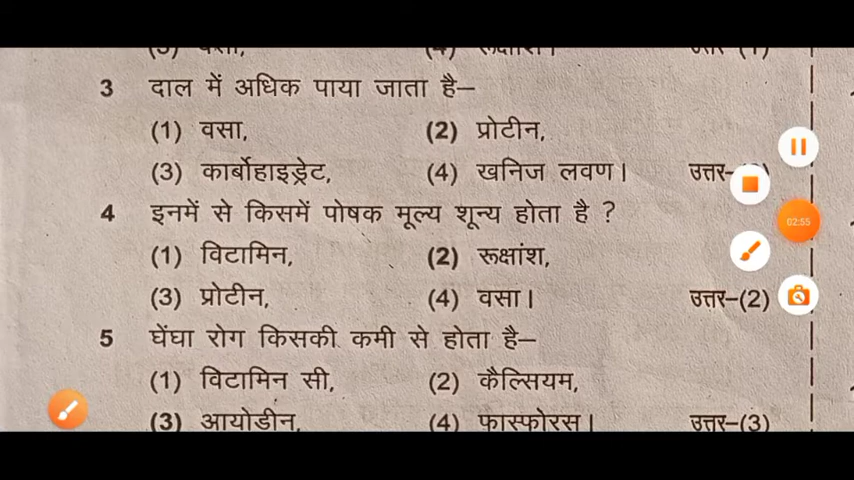 3 दाल में अधिक पाया जाता है–
(1) वसा, (2) प्रोटीन,
(3) कार्बोहाइड्रेट, (4) खनिज लवण। उत्तर–
4 इनमें से किसमें पोषक मूल्य शून्य होता है ?
(1) विटामिन, (2) रूक्षांश,
(3) प्रोटीन, (4) वसा। उत्तर–(2)
5 घेंघा रोग किसकी कमी से होता है–
(1) विटामिन सी, (2) कैल्सियम,
(3) आयोडीन, (4) फास्फोरस। उत्तर–(3)
02:55